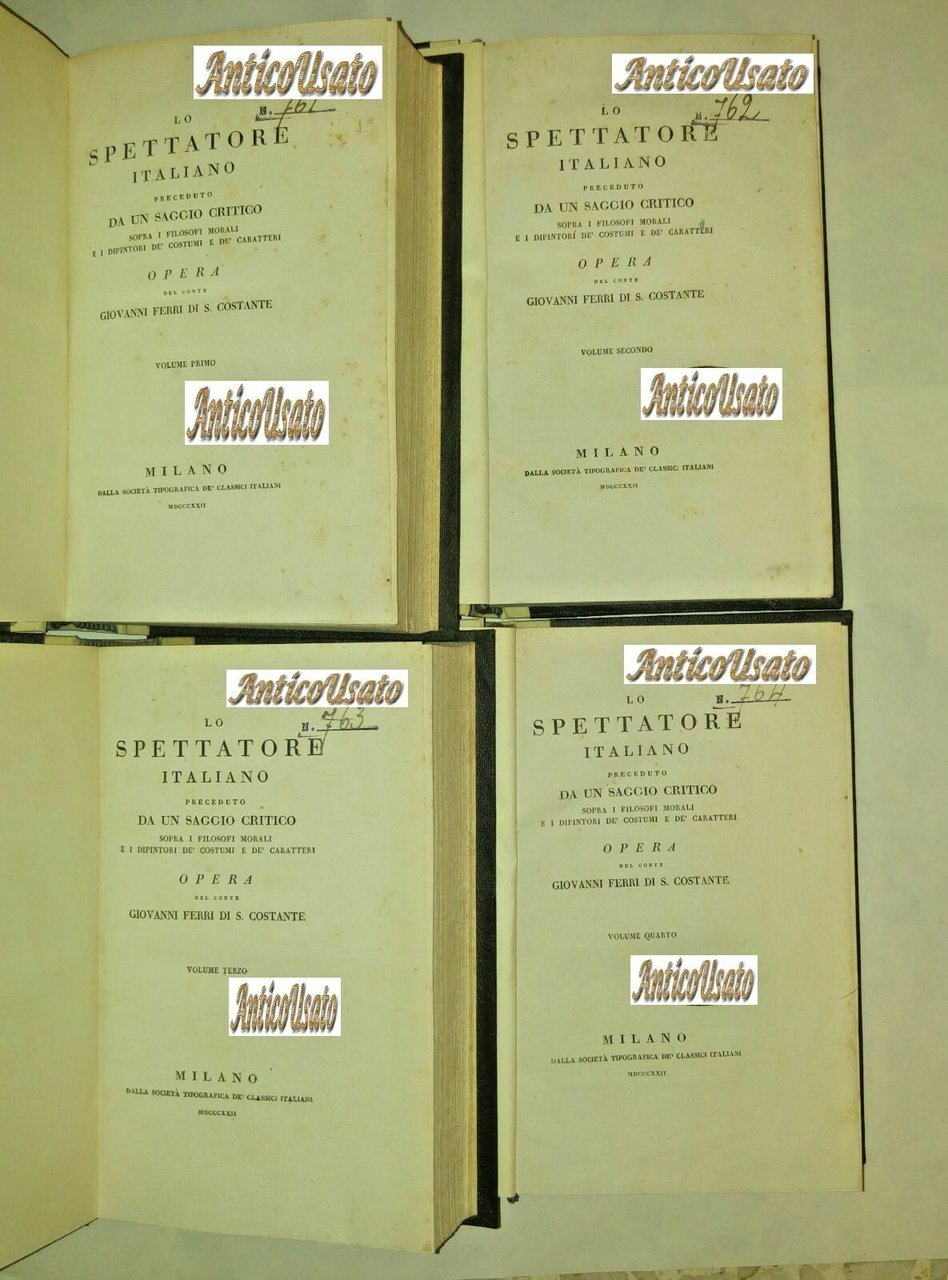 AnticoUsato
N. 761
LO
SPETTATORE
ITALIANO
PRECEDUTO
DA UN SAGGIO CRITICO
SOPRA I FILOSOFI MORALI
E I DIPINTORI DE' COSTUMI E DE' CARATTERI
OPERA
DEL CONTE
GIOVANNI FERRI DI S. COSTANTE
VOLUME PRIMO
AnticoUsato
MILANO
DALLA SOCIETÀ TIPOGRAFICA DE' CLASSICI ITALIANI
MDCCCXXII
AnticoUsato
N. 762
LO
SPETTATORE
ITALIANO
PRECEDUTO
DA UN SAGGIO CRITICO
SOPRA I FILOSOFI MORALI
E I DIPINTORI DE' COSTUMI E DE' CARATTERI
OPERA
DEL CONTE
GIOVANNI FERRI DI S. COSTANTE
VOLUME SECONDO
AnticoUsato
MILANO
DALLA SOCIETÀ TIPOGRAFICA DE' CLASSIC. ITALIANI
MDCCCXXII
AnticoUsato
N. 763
LO
SPETTATORE
ITALIANO
PRECEDUTO
DA UN SAGGIO CRITICO
SOPRA I FILOSOFI MORALI
E I DIPINTORI DE' COSTUMI E DE' CARATTERI
OPERA
DEL CONTE
GIOVANNI FERRI DI S. COSTANTE
VOLUME TERZO
AnticoUsato
MILANO
DALLA SOCIETÀ TIPOGRAFICA DE' CLASSICI ITALIANI
MDCCCXXII
AnticoUsato
N. 764
LO
SPETTATORE
ITALIANO
PRECEDUTO
DA UN SAGGIO CRITICO
SOPRA I FILOSOFI MORALI
E I DIPINTORI DE' COSTUMI E DE' CARATTERI
OPERA
DEL CONTE
GIOVANNI FERRI DI S. COSTANTE
VOLUME QUARTO
AnticoUsato
MILANO
DALLA SOCIETÀ TIPOGRAFICA DE' CLASSICI ITALIANI
MDCCCXXII